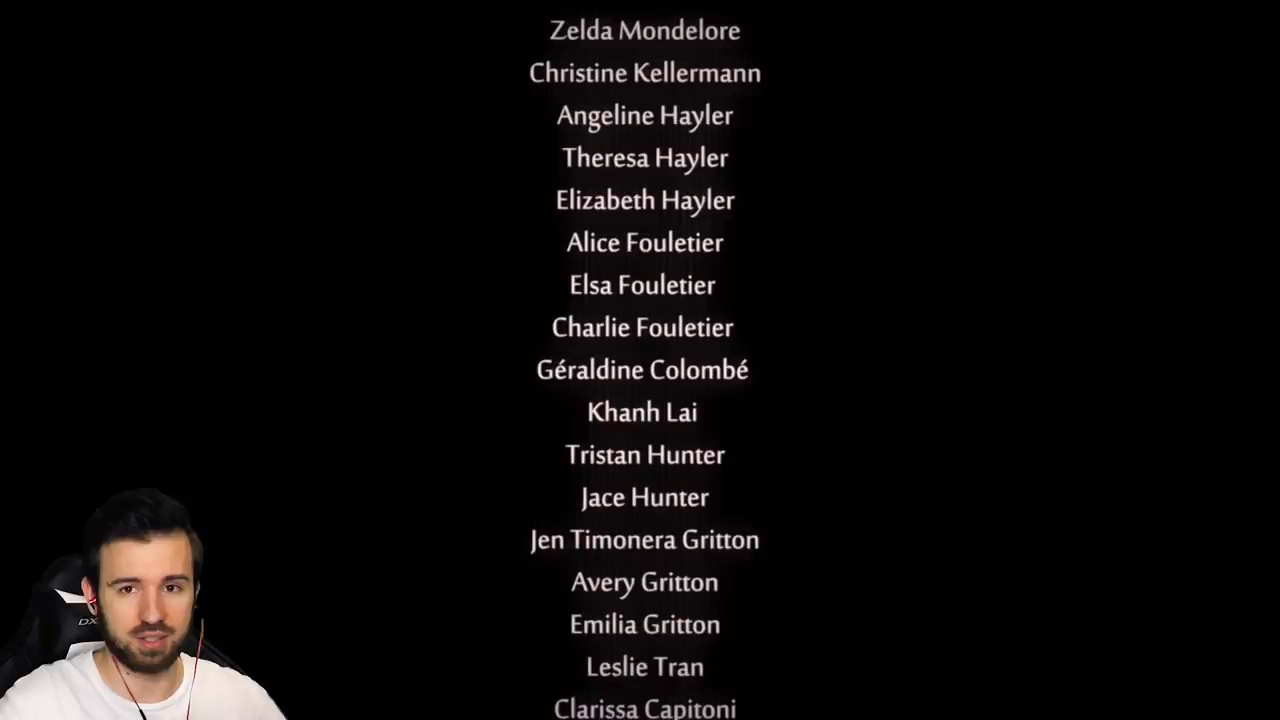 Zelda Mondelore
Christine Kellermann
Angeline Hayler
Theresa Hayler
Elizabeth Hayler
Alice Fouletier
Elsa Fouletier
Charlie Fouletier
Géraldine Colombé
Khanh Lai
Tristan Hunter
Jace Hunter
Jen Timonera Gritton
Avery Gritton
Emilia Gritton
Leslie Tran
Clarissa Capitoni
DX